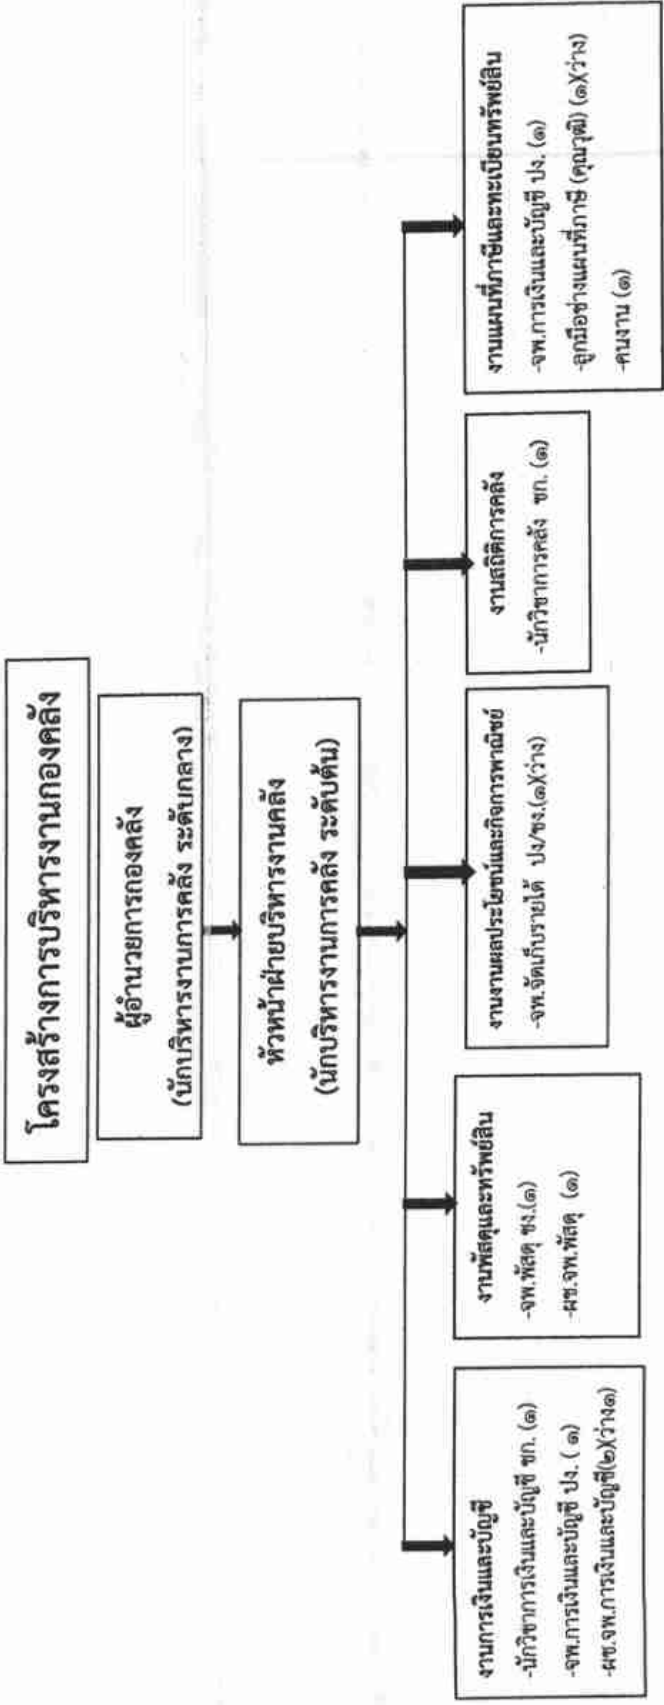 โครงสร้างการบริหารงานกองคลัง
ผู้อำนวยการกองคลัง
(นักบริหารงานการคลัง ระดับกลาง)
หัวหน้าฝ่ายบริหารงานคลัง
(นักบริหารงานการคลัง ระดับต้น)
งานการเงินและบัญชี
-นักวิชาการเงินและบัญชี ชก. (๑)
-จพ.การเงินและบัญชี ปง. ( ๑)
-ผช.จพ.การเงินและบัญชี(๒)(ว่าง๑)
งานพัสดุและทรัพย์สิน
-จพ.พัสดุ ชง.(๑)
-ผช.จพ.พัสดุ (๑)
งานงานผลประโยชน์และกิจการพาณิชย์
-จพ.จัดเก็บรายได้ ปง/ชง.(๑)(ว่าง)
งานสถิติการคลัง
-นักวิชาการคลัง ชก. (๑)
งานแผนที่ภาษีและทะเบียนทรัพย์สิน
-จพ.การเงินและบัญชี ปง. (๑)
-ลูกมือช่างแผนที่ภาษี (คุณวุฒิ) (๑)(ว่าง)
-คนงาน (๑)